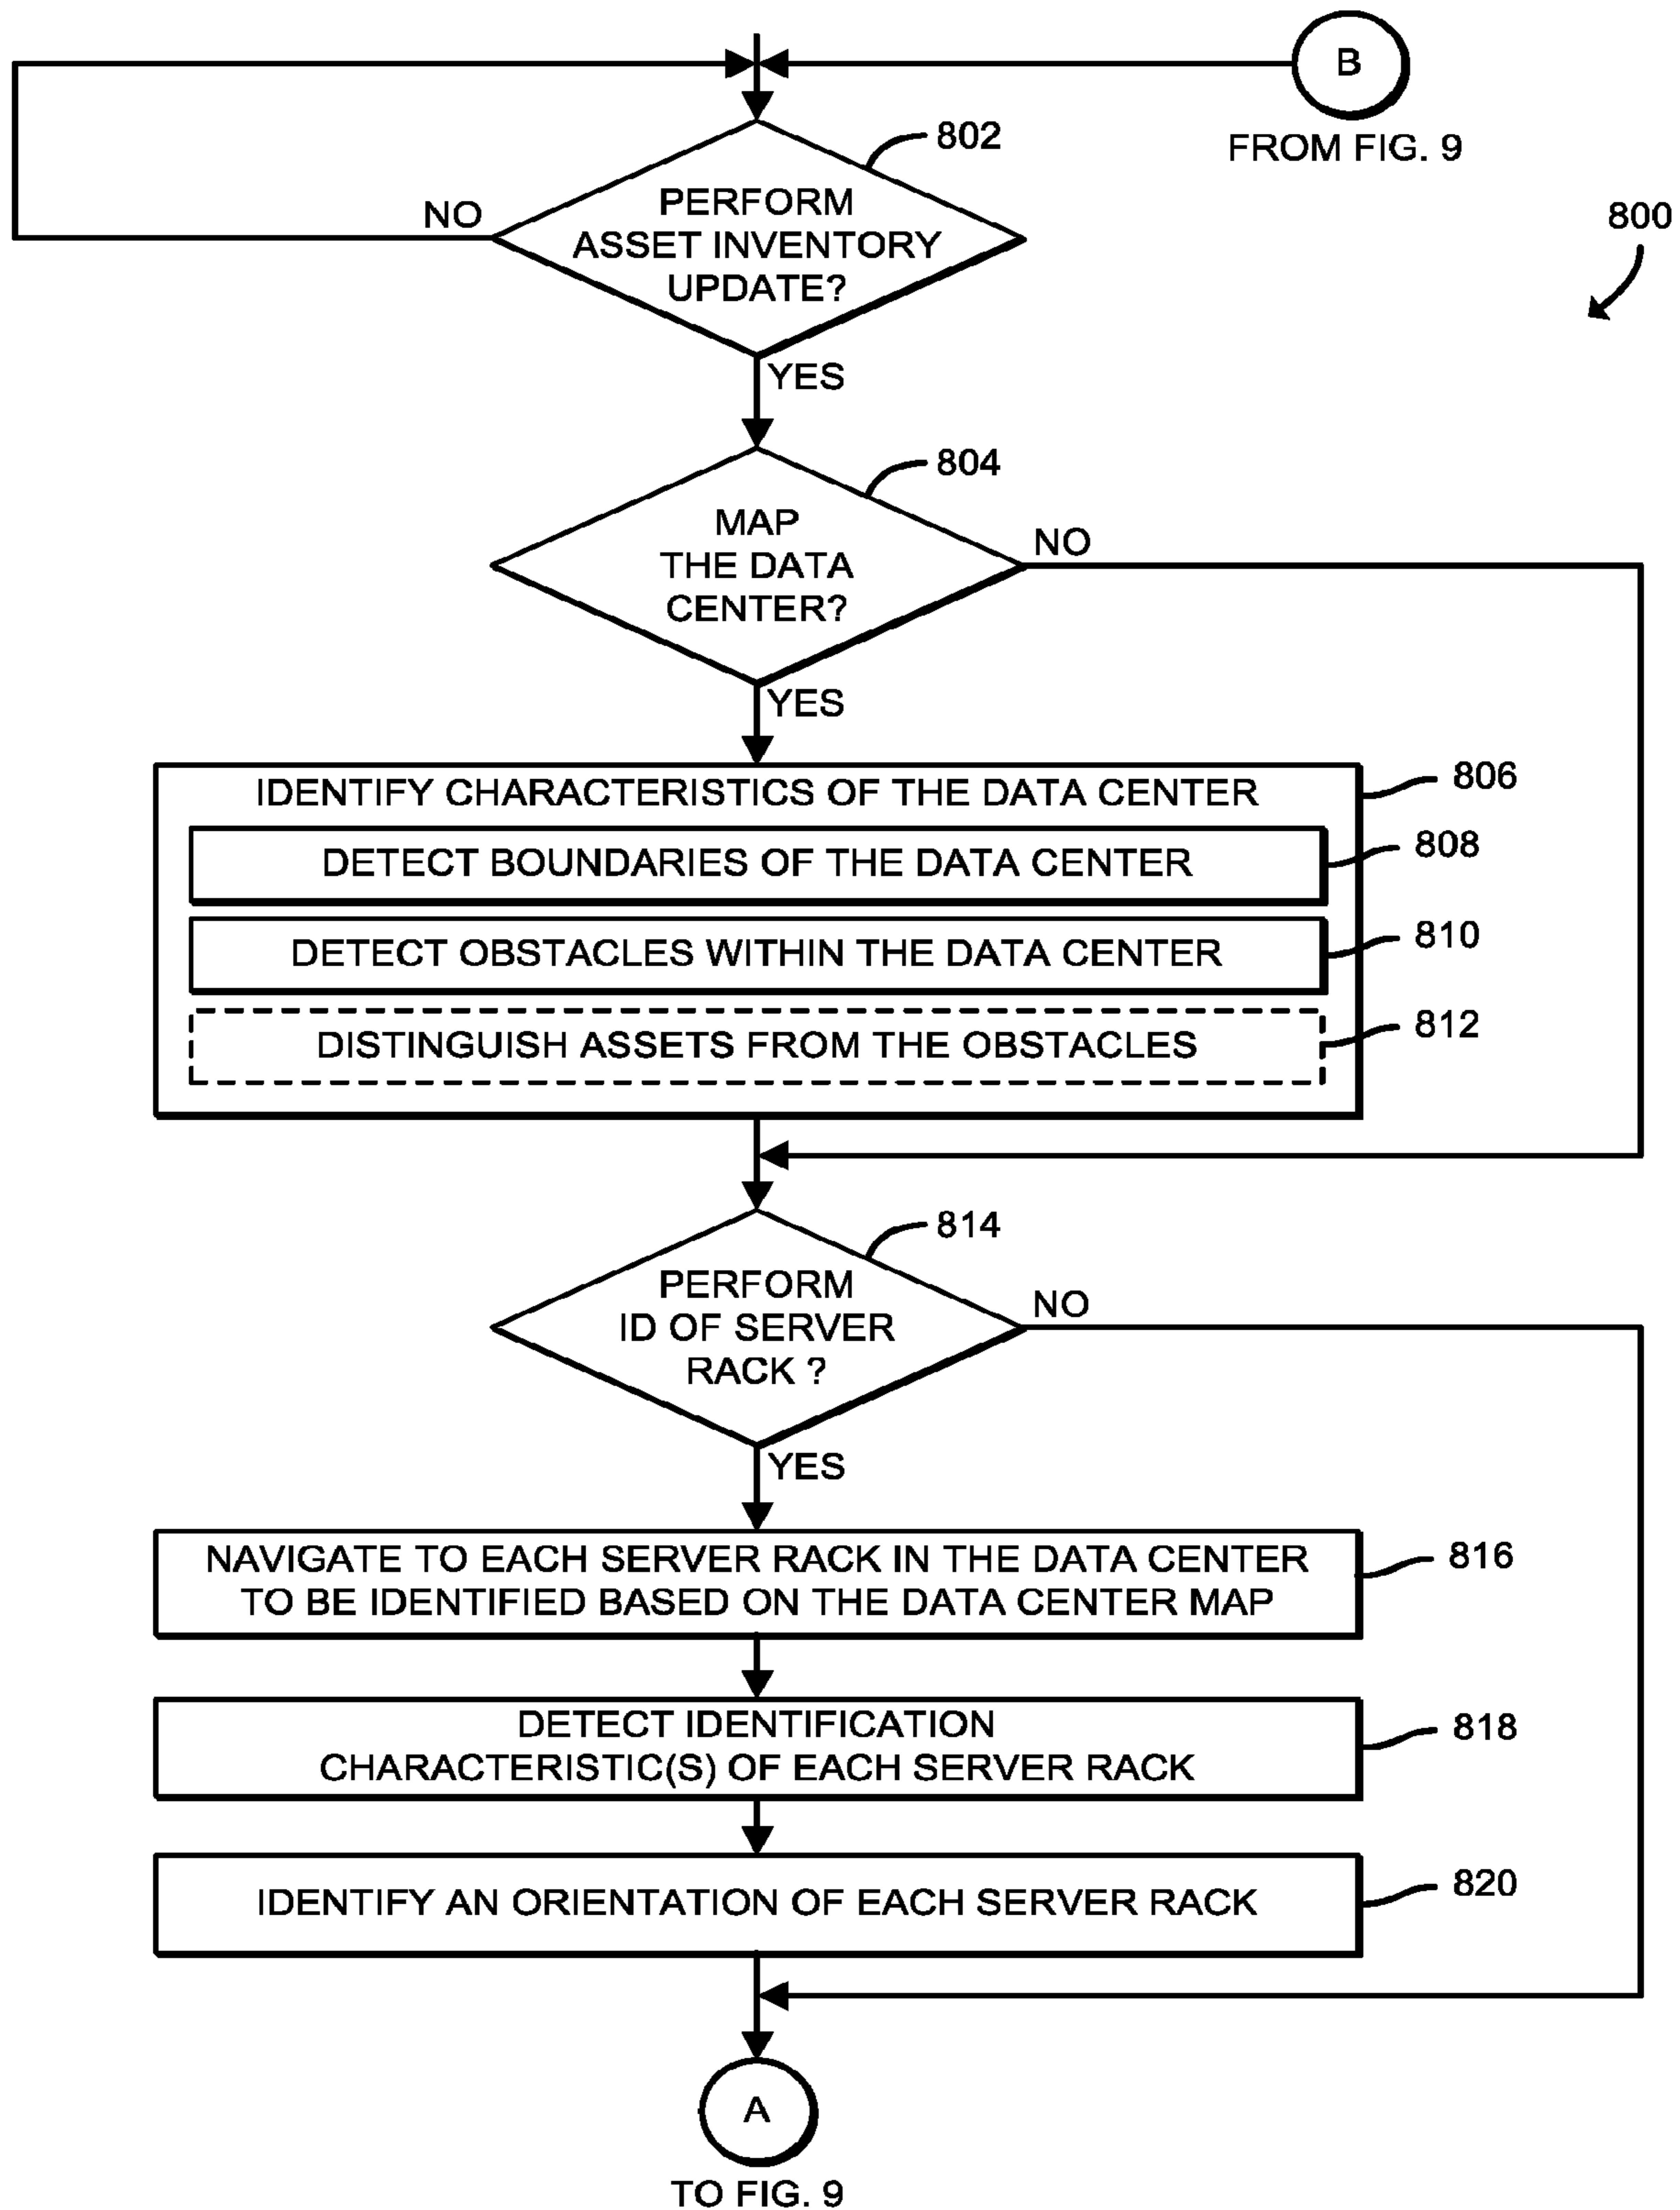 B
FROM FIG. 9
800
802
PERFORM
ASSET INVENTORY
UPDATE?
NO
YES
804
MAP
THE DATA
CENTER?
NO
YES
IDENTIFY CHARACTERISTICS OF THE DATA CENTER
806
DETECT BOUNDARIES OF THE DATA CENTER
808
DETECT OBSTACLES WITHIN THE DATA CENTER
810
DISTINGUISH ASSETS FROM THE OBSTACLES
812
814
PERFORM
ID OF SERVER
RACK ?
NO
YES
NAVIGATE TO EACH SERVER RACK IN THE DATA CENTER
TO BE IDENTIFIED BASED ON THE DATA CENTER MAP
816
DETECT IDENTIFICATION
CHARACTERISTIC(S) OF EACH SERVER RACK
818
IDENTIFY AN ORIENTATION OF EACH SERVER RACK
820
A
TO FIG. 9